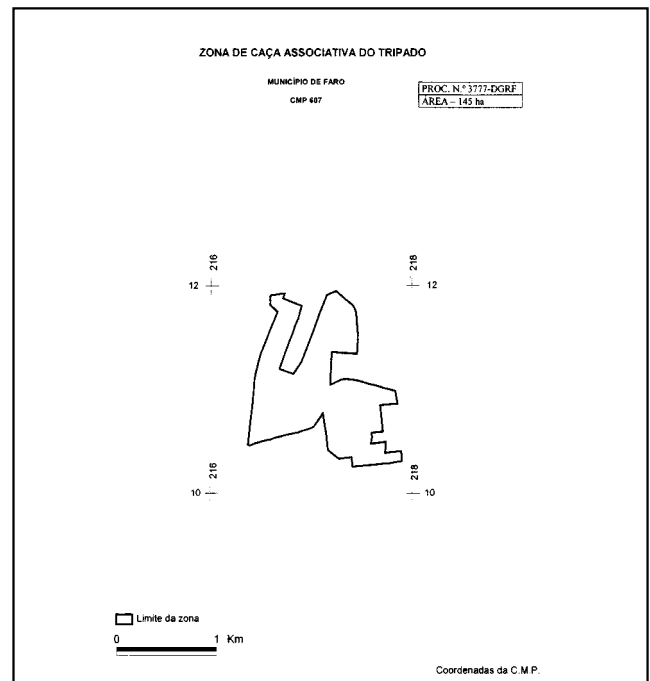 ZONA DE CAÇA ASSOCIATIVA DO TRIPADO
MUNICÍPIO DE FARO
CMP 607
PROC. N.º 3777-DGRF
ÁREA – 145 ha
216
218
12
12
216
218
10
10
Limite da zona
0 1 Km
Coordenadas da C.M.P.